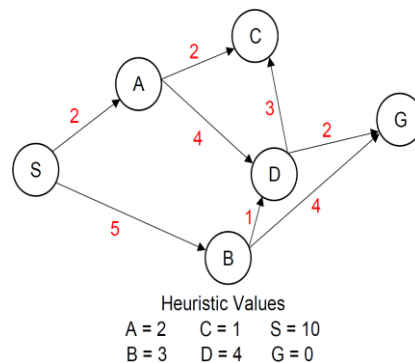 C
2
A
2
4
3
G
2
S
D
5
1
4
B
Heuristic Values
A = 2 C = 1 S = 10
B = 3 D = 4 G = 0